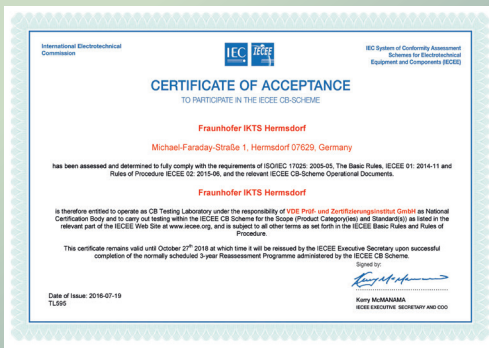 International Electrotechnical
Commission
IEC
IECEE
IEC System of Conformity Assessment
Schemes for Electrotechnical
Equipment and Components (IECEE)
CERTIFICATE OF ACCEPTANCE
TO PARTICIPATE IN THE IECEE CB-SCHEME
Fraunhofer IKTS Hermsdorf
Michael-Faraday-Straße 1, Hermsdorf 07629, Germany
has been assessed and determined to fully comply with the requirements of ISO/IEC 17025: 2005-05, The Basic Rules, IECEE 01: 2014-11 and
Rules of Procedure IECEE 02: 2015-06, and the relevant IECEE CB-Scheme Operational Documents.
Fraunhofer IKTS Hermsdorf
is therefore entitled to operate as CB Testing Laboratory under the responsibility of VDE Prüf- und Zertifizierungsinstitut GmbH as National
Certification Body and to carry out testing within the IECEE CB Scheme for the Scope (Product Category(ies) and Standard(s)) as listed in the
relevant part of the IECEE Web Site at www.iecee.org, and is subject to all other terms as set forth in the IECEE Basic Rules and Rules of
Procedure.
This certificate remains valid until October 27th 2018 at which time it will be reissued by the IECEE Executive Secretary upon successful
completion of the normally scheduled 3-year Reassessment Programme administered by the IECEE CB Scheme.
Signed by:
Date of Issue: 2016-07-19
TL595
Kerry McMANAMA
IECEE EXECUTIVE SECRETARY AND COO